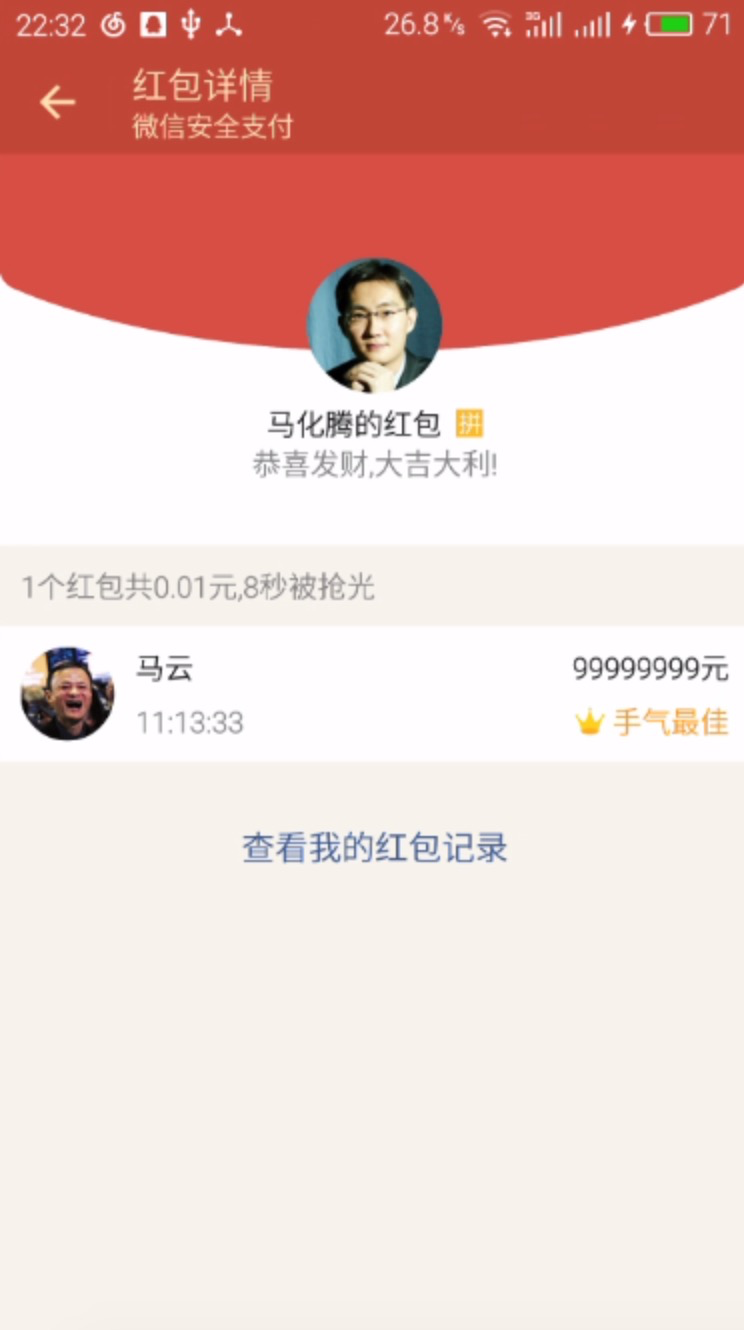 22:32 26.8 K/s 3G 71
红包详情
微信安全支付
马化腾的红包 拼
恭喜发财,大吉大利!
1个红包共0.01元,8秒被抢光
马云 99999999元
11:13:33 手气最佳
查看我的红包记录